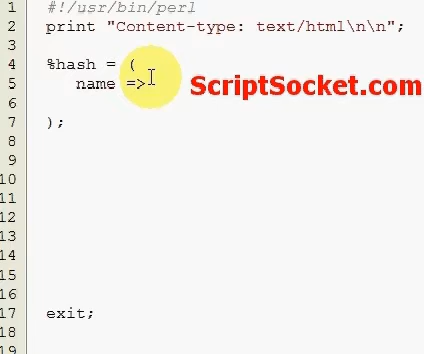 1 #!/usr/bin/perl
2 print "Content-type: text/html\n\n";
3
4 %hash = (
5 name =>
6
7 );
8
9
10
11
12
13
14
15
16
17 exit;
18
19
ScriptSocket.com